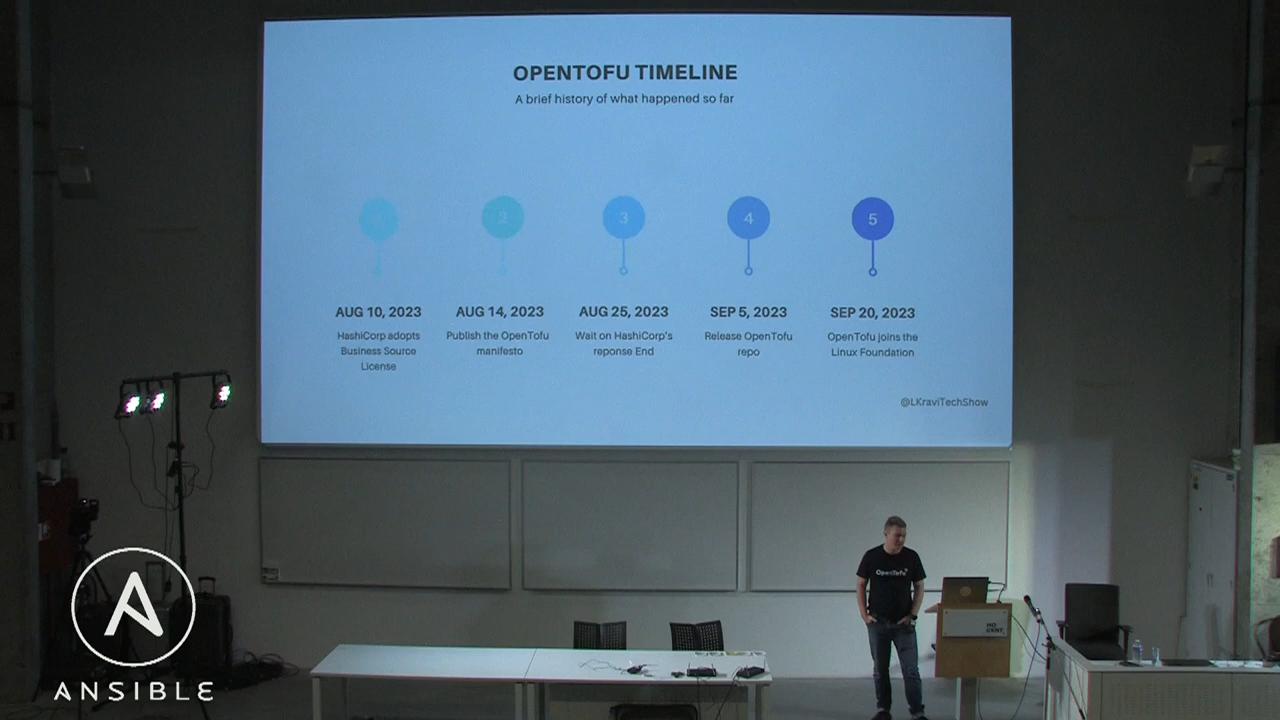 OPENTOFU TIMELINE
A brief history of what happened so far
2
3
4
5
AUG 10, 2023
HashiCorp adopts
Business Source
License
AUG 14, 2023
Publish the OpenTofu
manifesto
AUG 25, 2023
Wait on HashiCorp's
reponse End
SEP 5, 2023
Release OpenTofu
repo
SEP 20, 2023
OpenTofu joins the
Linux Foundation
@LKraviTechShow
OpenTofu
HO
GENT
ANSIBLE